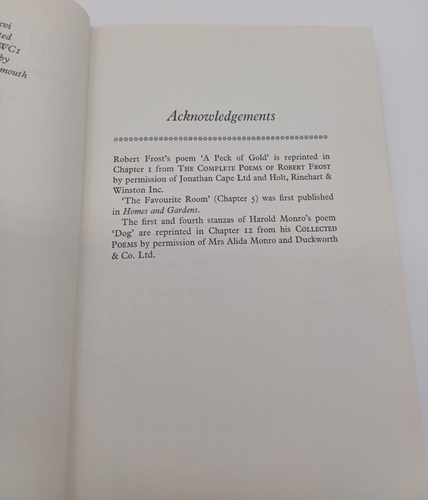 xvi
ted
WC1
by
mouth
Acknowledgements
Robert Frost's poem 'A Peck of Gold' is reprinted in
Chapter 1 from THE COMPLETE POEMS OF ROBERT FROST
by permission of Jonathan Cape Ltd and Holt, Rinehart &
Winston Inc.
'The Favourite Room' (Chapter 5) was first published
in Homes and Gardens.
The first and fourth stanzas of Harold Monro's poem
'Dog' are reprinted in Chapter 12 from his COLLECTED
POEMS by permission of Mrs Alida Monro and Duckworth
& Co. Ltd.